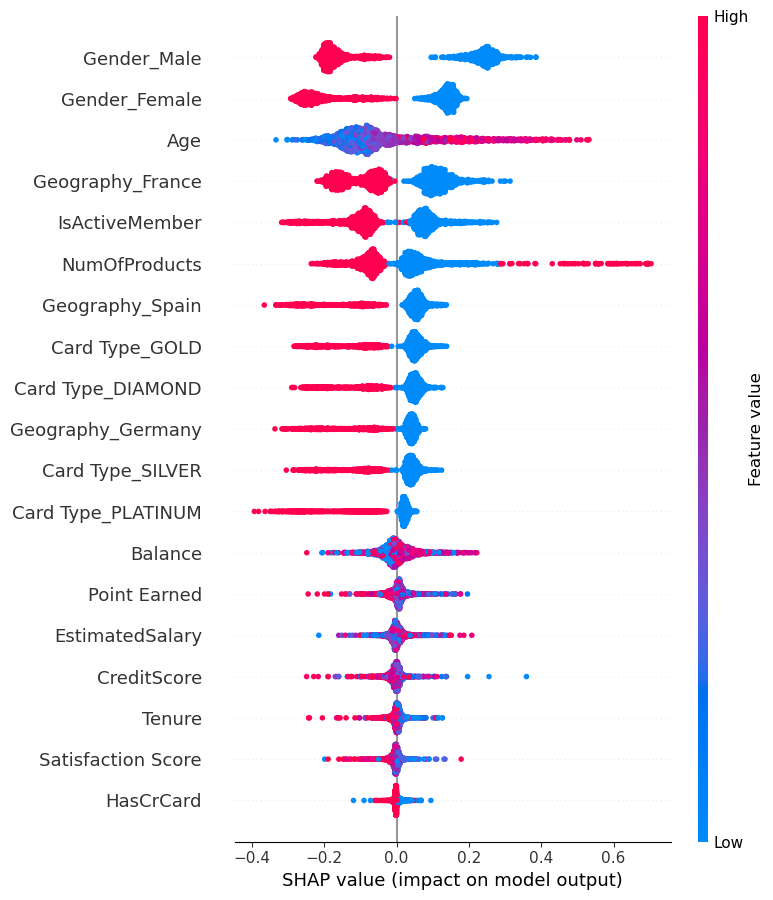 High
Gender_Male
Gender_Female
Age
Geography_France
IsActiveMember
NumOfProducts
Geography_Spain
Card Type_GOLD
Card Type_DIAMOND
Geography_Germany
Card Type_SILVER
Card Type_PLATINUM
Balance
Point Earned
EstimatedSalary
CreditScore
Tenure
Satisfaction Score
HasCrCard
Feature value
Low
−0.4 −0.2 0.0 0.2 0.4 0.6
SHAP value (impact on model output)